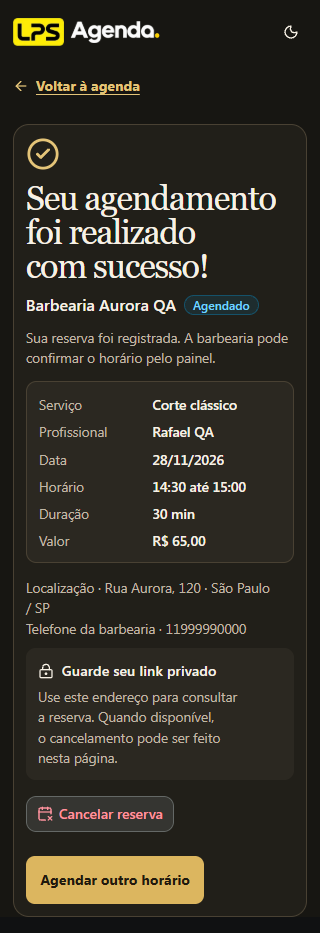 LPS Agenda.
Voltar à agenda
Seu agendamento
foi realizado
com sucesso!
Barbearia Aurora QA Agendado
Sua reserva foi registrada. A barbearia pode
confirmar o horário pelo painel.
Serviço Corte clássico
Profissional Rafael QA
Data 28/11/2026
Horário 14:30 até 15:00
Duração 30 min
Valor R$ 65,00
Localização · Rua Aurora, 120 · São Paulo
/ SP
Telefone da barbearia · 11999990000
Guarde seu link privado
Use este endereço para consultar
a reserva. Quando disponível,
o cancelamento pode ser feito
nesta página.
Cancelar reserva
Agendar outro horário